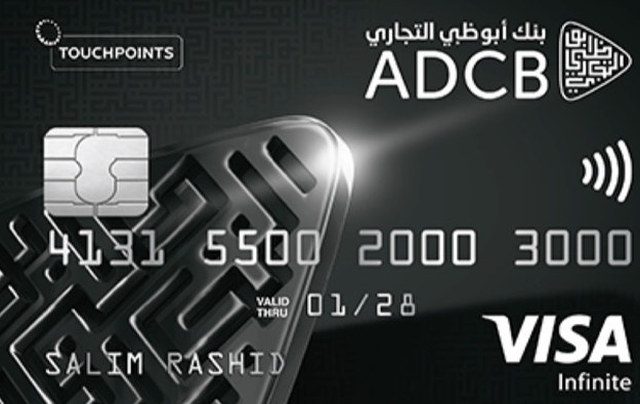 TOUCHPOINTS
بنك أبوظبي التجاري
ADCB
4131 5500 2000 3000
VALID THRU 01/28
SALIM RASHID
VISA
Infinite